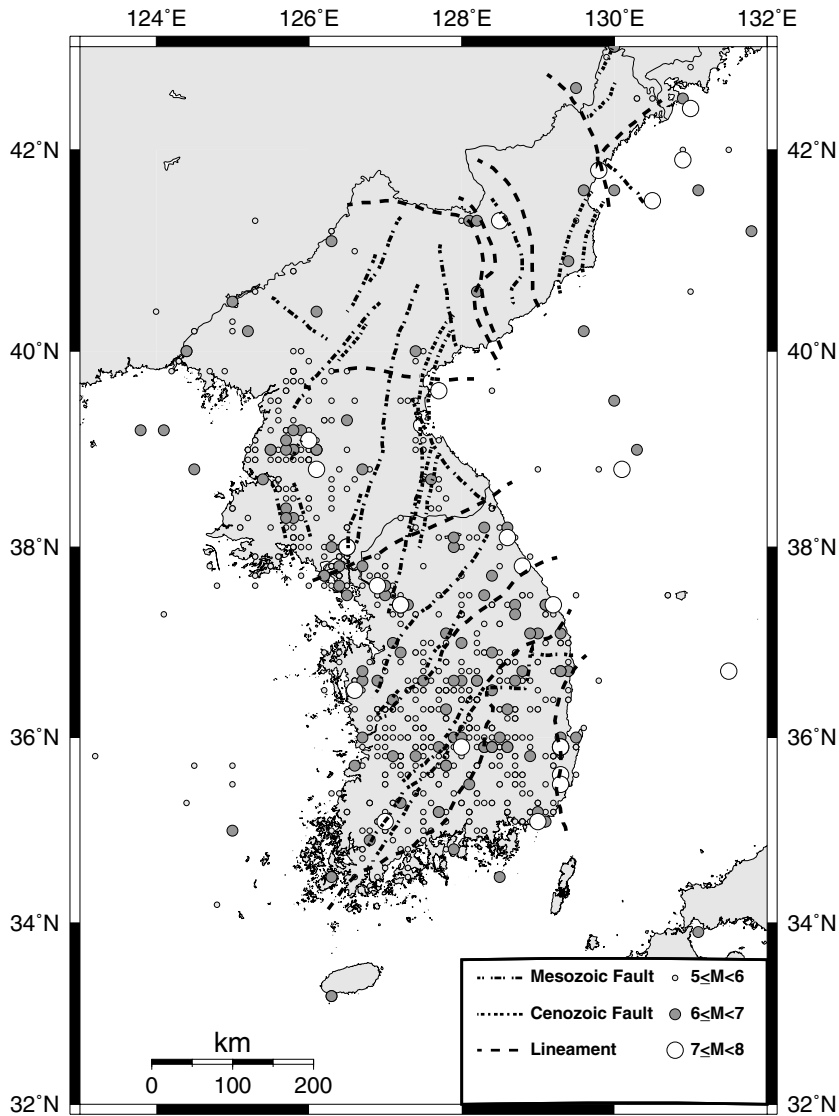 124˚E 126˚E 128˚E 130˚E 132˚E
42˚N 42˚N
40˚N 40˚N
38˚N 38˚N
36˚N 36˚N
34˚N 34˚N
32˚N 32˚N
km
0 100 200
Mesozoic Fault 5≤M<6
Cenozoic Fault 6≤M<7
Lineament 7≤M<8